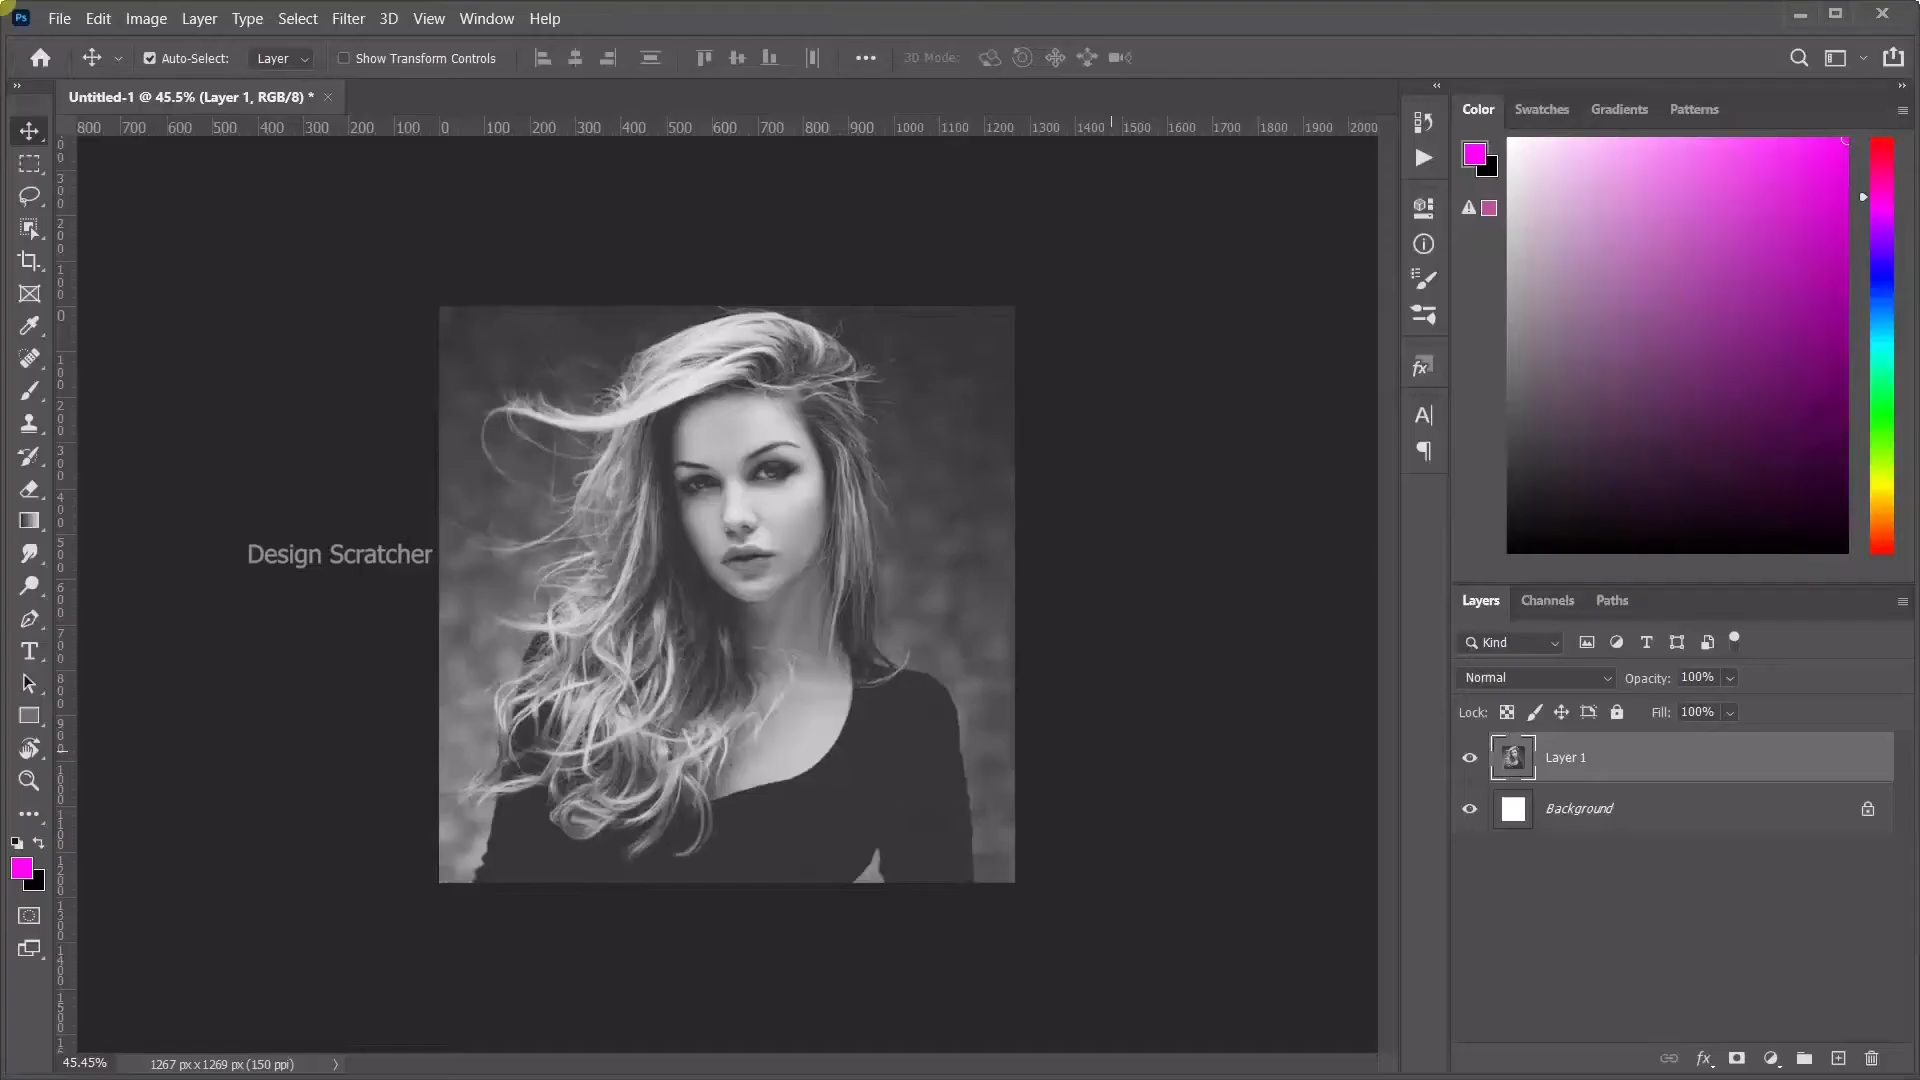 Ps File Edit Image Layer Type Select Filter 3D View Window Help
Auto-Select: Layer Show Transform Controls 3D Mode:
Untitled-1 @ 45.5% (Layer 1, RGB/8) *
800 700 600 500 400 300 200 100 0 100 200 300 400 500 600 700 800 900 1000 1100 1200 1300 1400 1500 1600 1700 1800 1900 2000
Color Swatches Gradients Patterns
Design Scratcher
Layers Channels Paths
Kind
Normal Opacity: 100%
Lock: Fill: 100%
Layer 1
Background
45.45% 1267 px x 1269 px (150 ppi)